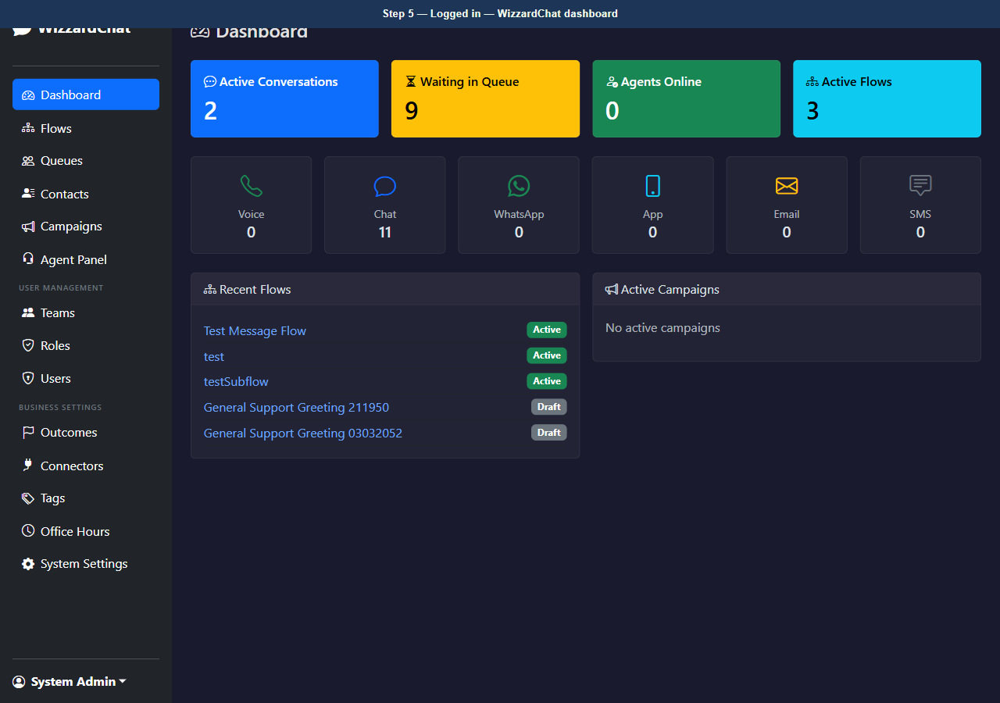 Step 5 — Logged in — WizzardChat dashboard
WizzardChat
Dashboard
Dashboard
Flows
Queues
Contacts
Campaigns
Agent Panel
USER MANAGEMENT
Teams
Roles
Users
BUSINESS SETTINGS
Outcomes
Connectors
Tags
Office Hours
System Settings
System Admin
Active Conversations
2
Waiting in Queue
9
Agents Online
0
Active Flows
3
Voice
0
Chat
11
WhatsApp
0
App
0
Email
0
SMS
0
Recent Flows
Test Message Flow Active
test Active
testSubflow Active
General Support Greeting 211950 Draft
General Support Greeting 03032052 Draft
Active Campaigns
No active campaigns